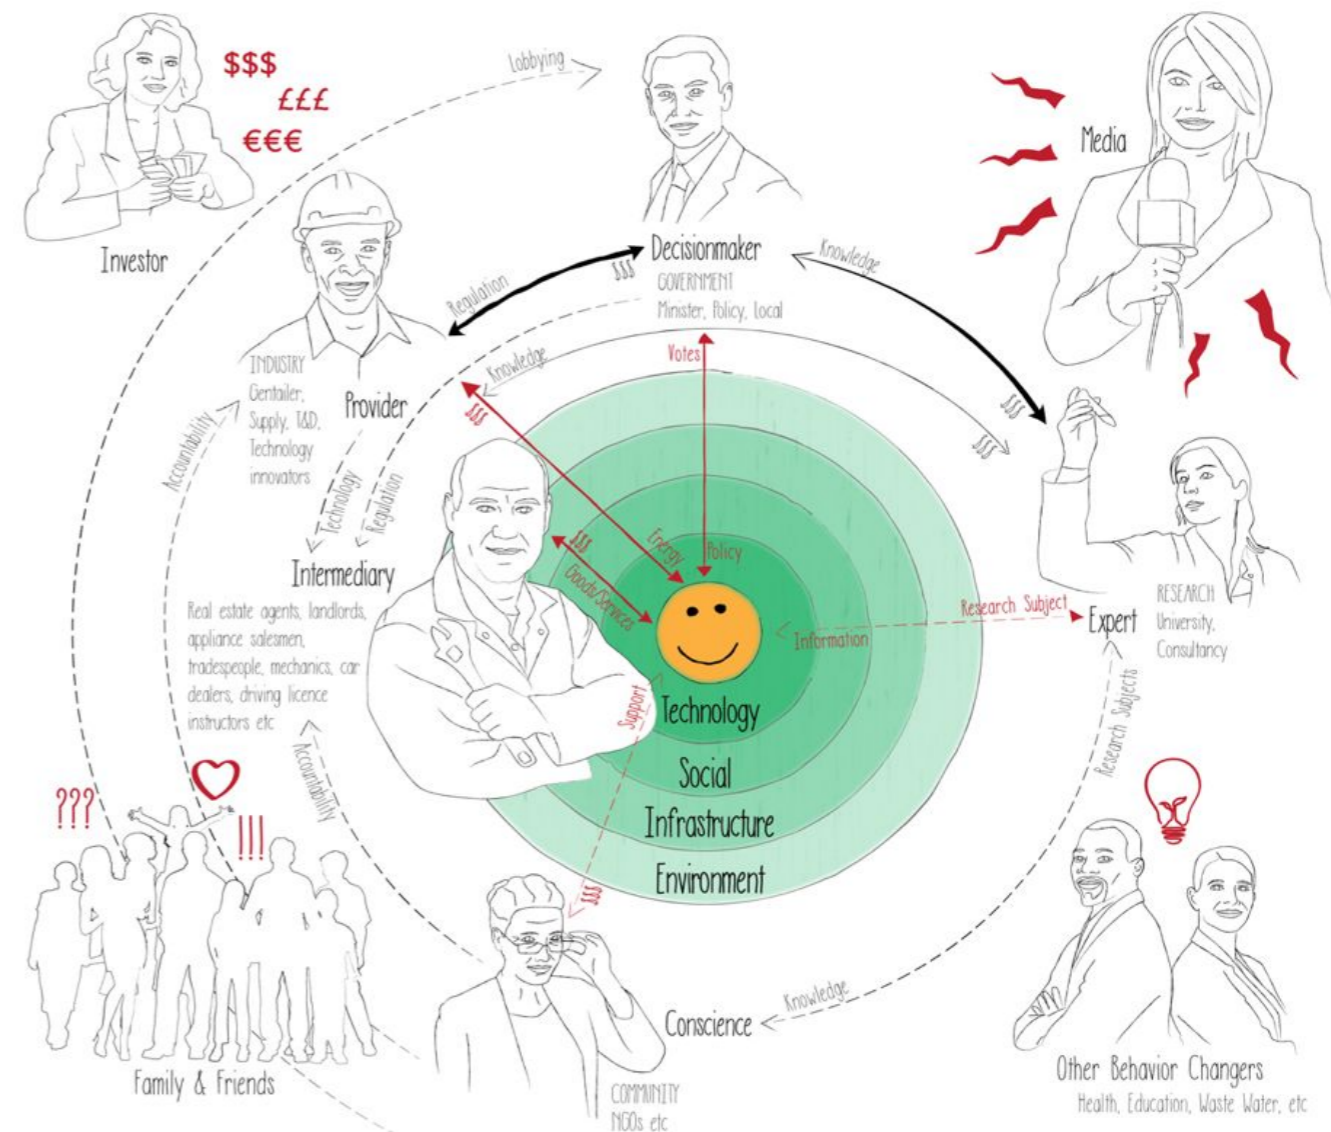 $$$
£££
€€€
Investor
Lobbying
Media
Decisionmaker
GOVERNMENT
Minister, Policy, Local
Regulation
$$$
Knowledge
$$$
INDUSTRY
Gentailer,
Supply, T&D,
Technology
innovators
Provider
Knowledge
$$$
$$$
Votes
Accountability
Technology
Regulation
Intermediary
Real estate agents, landlords,
appliance salesmen,
tradespeople, mechanics, car
dealers, driving licence
instructors etc
$$$
Goods/Services
Energy
Policy
Information
Research Subject
Expert
RESEARCH
University,
Consultancy
Technology
Social
Infrastructure
Environment
Support
$$$
Accountability
Research Subjects
???
!!!
Family & Friends
Conscience
Knowledge
COMMUNITY
NGOs etc
Other Behavior Changers
Health, Education, Waste Water, etc